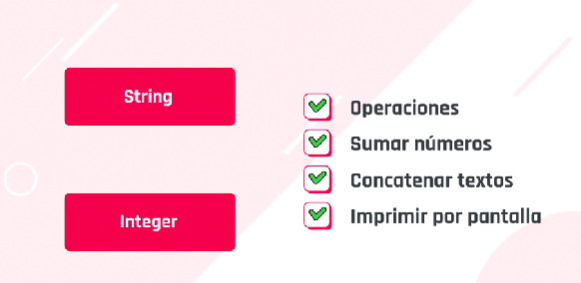 String
Integer
Operaciones
Sumar números
Concatenar textos
Imprimir por pantalla